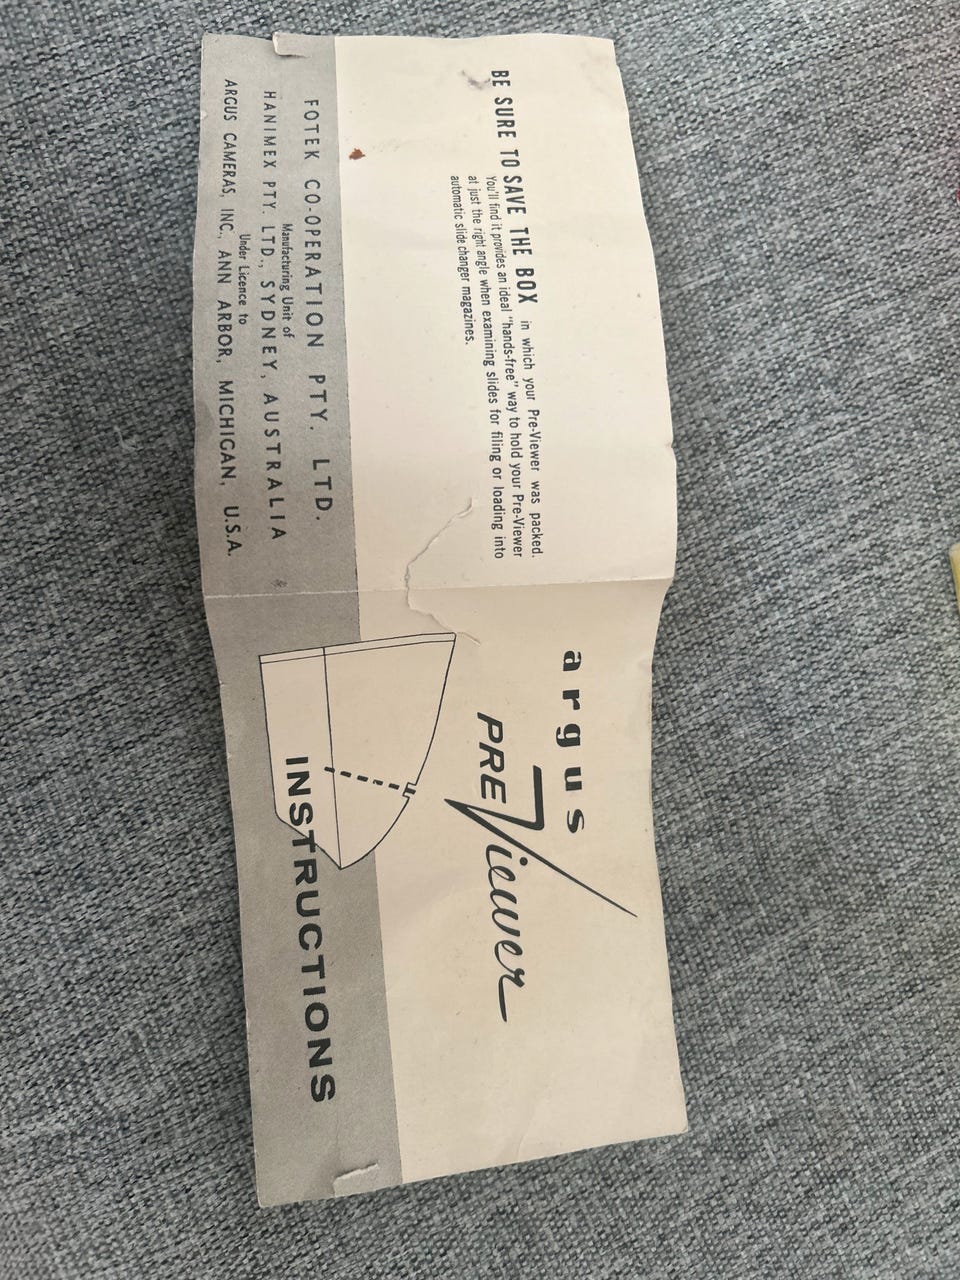 BE SURE TO SAVE THE BOX in which your Pre-Viewer was packed.
You'll find it provides an ideal "hands-free" way to hold your Pre-Viewer
at just the right angle when examining slides for filing or loading into
automatic slide changer magazines.
FOTEK CO-OPERATION PTY. LTD.
Manufacturing Unit of
HANIMEX PTY. LTD., SYDNEY, AUSTRALIA
Under Licence to
ARGUS CAMERAS, INC., ANN ARBOR, MICHIGAN, U.S.A.
argus
PRE Viewer
INSTRUCTIONS